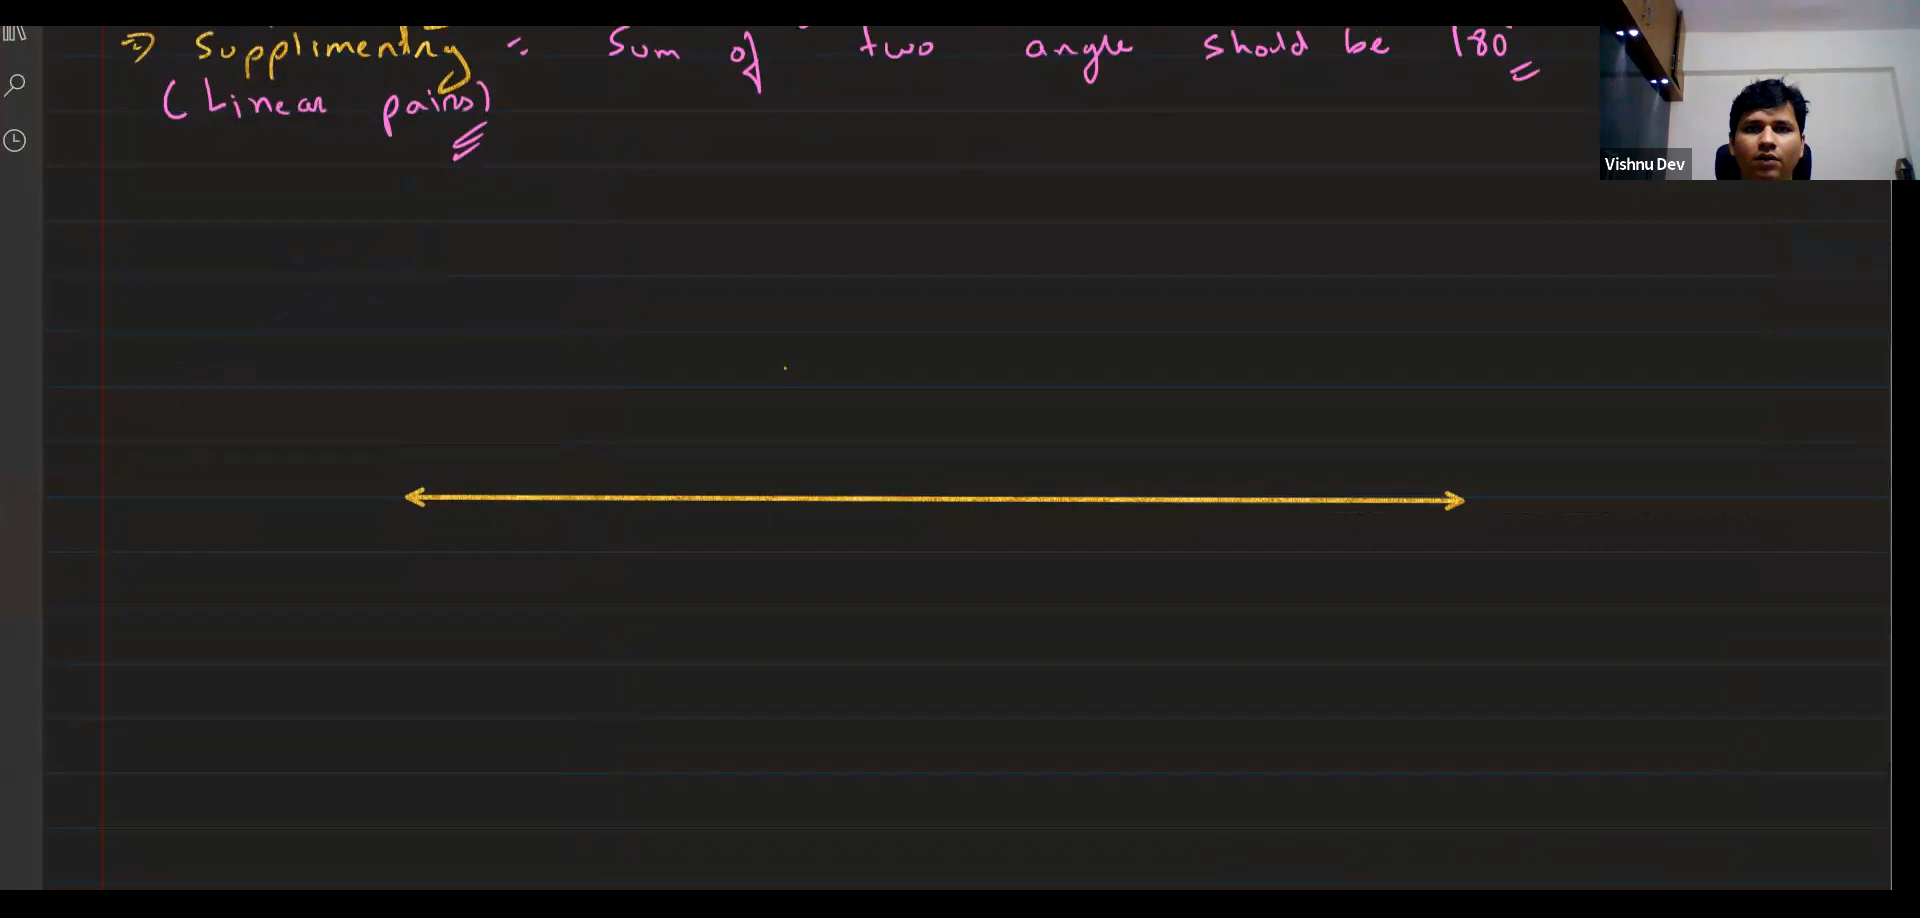 ⇒ Supplimentry :- Sum of two angle should be 180°
(Linear pairs)
Vishnu Dev